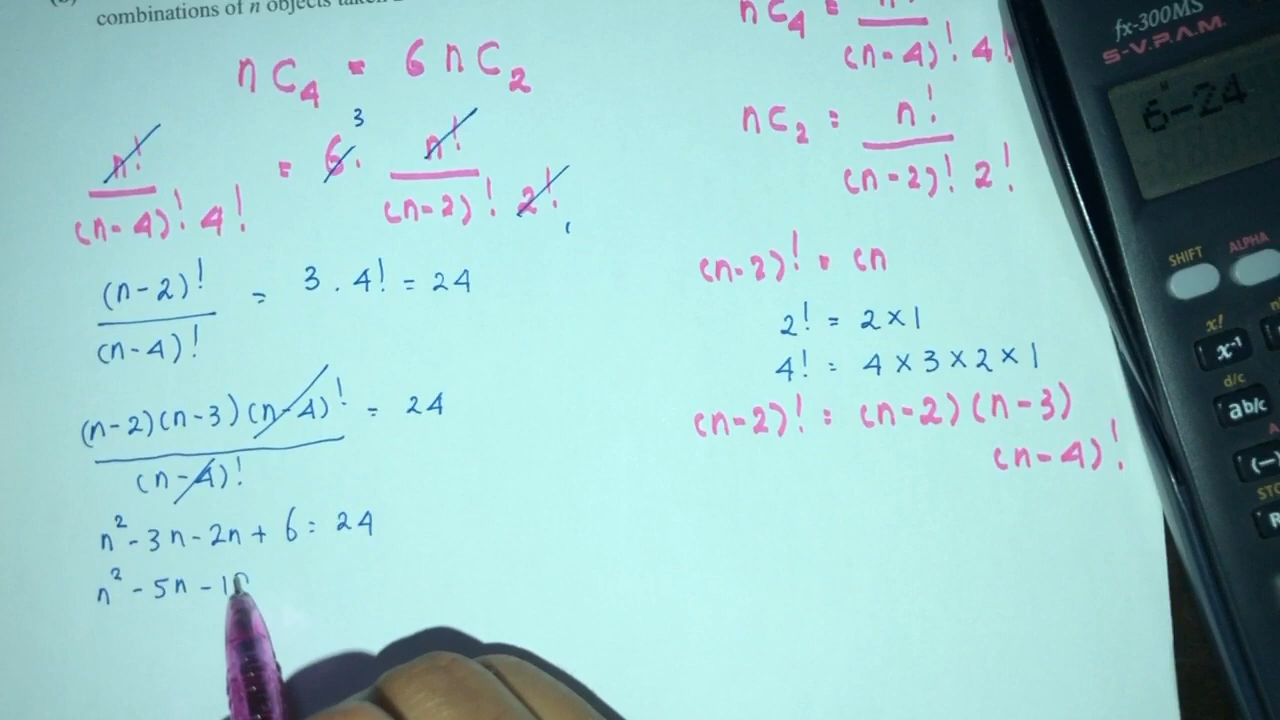 combinations of n objects
nC4 = 6 nC2
n!/(n-4)! 4! = 6 3 . n!/(n-2)! 2! 1
(n-2)!/(n-4)! = 3 . 4! = 24
(n-2)(n-3)(n-4)!/(n-4)! = 24
n² - 3n - 2n + 6 = 24
n² - 5n - 1
nC4 = n!/(n-4)! 4!
nC2 = n!/(n-2)! 2!
(n-2)! = (n
2! = 2 × 1
4! = 4 × 3 × 2 × 1
(n-2)! = (n-2)(n-3)
(n-4)!
fx-300MS
S-V.P.A.M.
6-24
SHIFT ALPHA
x!
x⁻¹
d/c
ab/c
(−)